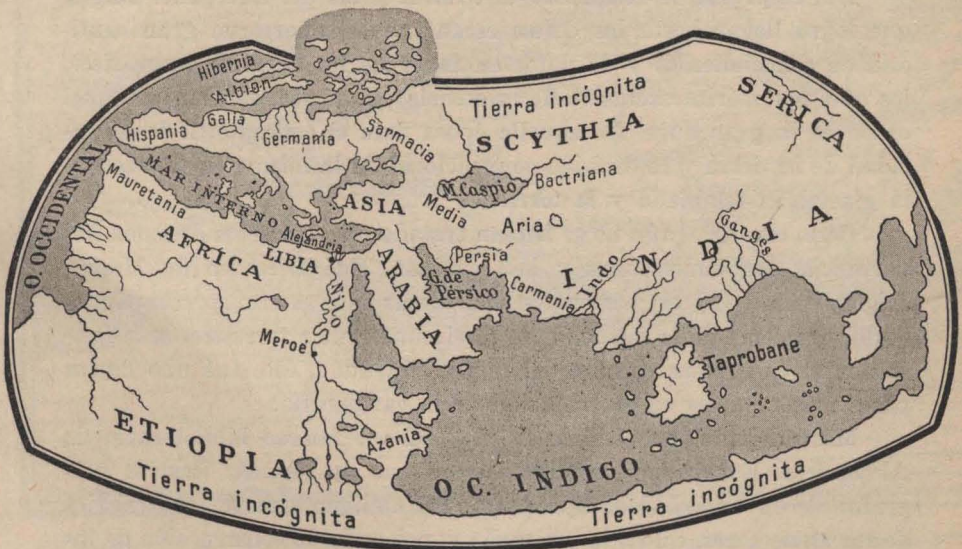 Hibernia
Albion
Tierra incógnita
SERICA
Hispania
Galia
Germania
Sarmacia
SCYTHIA
O. OCCIDENTAL
MAR INTERNO
Mauretania
ASIA
M. Caspio
Bactriana
Media
Aria
AFRICA
Alejandria
LIBIA
ARABIA
Persia
G. de
Pérsico
Carmania
Indo
INDIA
Ganges
Nilo
Meroé
Taprobane
ETIOPIA
Azania
OC. INDIGO
Tierra incógnita
Tierra incógnita